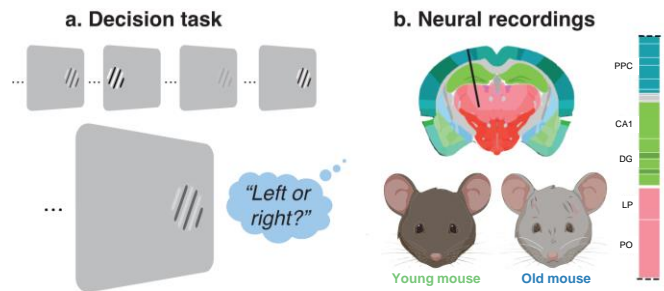 a. Decision task
... ... ... ...
...
“Left or
right?”
b. Neural recordings
PPC
CA1
DG
LP
PO
Young mouse
Old mouse